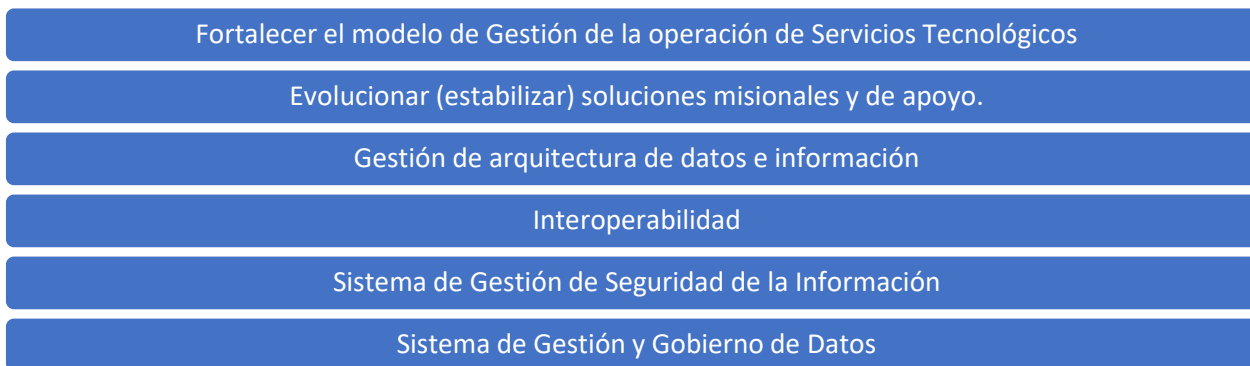 Fortalecer el modelo de Gestión de la operación de Servicios Tecnológicos
Evolucionar (estabilizar) soluciones misionales y de apoyo.
Gestión de arquitectura de datos e información
Interoperabilidad
Sistema de Gestión de Seguridad de la Información
Sistema de Gestión y Gobierno de Datos